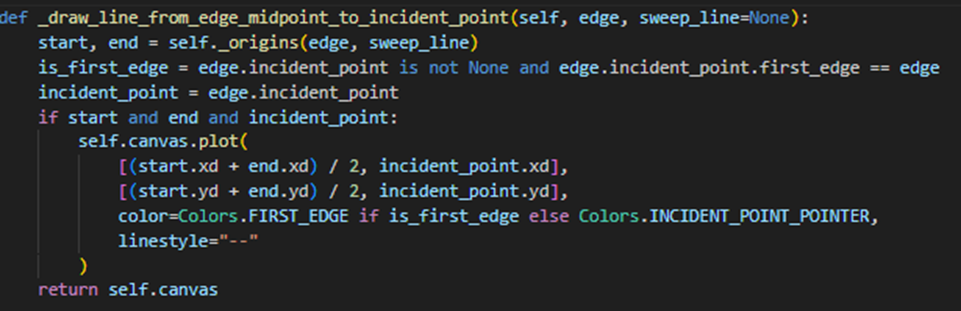 def _draw_line_from_edge_midpoint_to_incident_point(self, edge, sweep_line=None):
    start, end = self._origins(edge, sweep_line)
    is_first_edge = edge.incident_point is not None and edge.incident_point.first_edge == edge
    incident_point = edge.incident_point
    if start and end and incident_point:
        self.canvas.plot(
            [(start.xd + end.xd) / 2, incident_point.xd],
            [(start.yd + end.yd) / 2, incident_point.yd],
            color=Colors.FIRST_EDGE if is_first_edge else Colors.INCIDENT_POINT_POINTER,
            linestyle="--"
        )
    return self.canvas